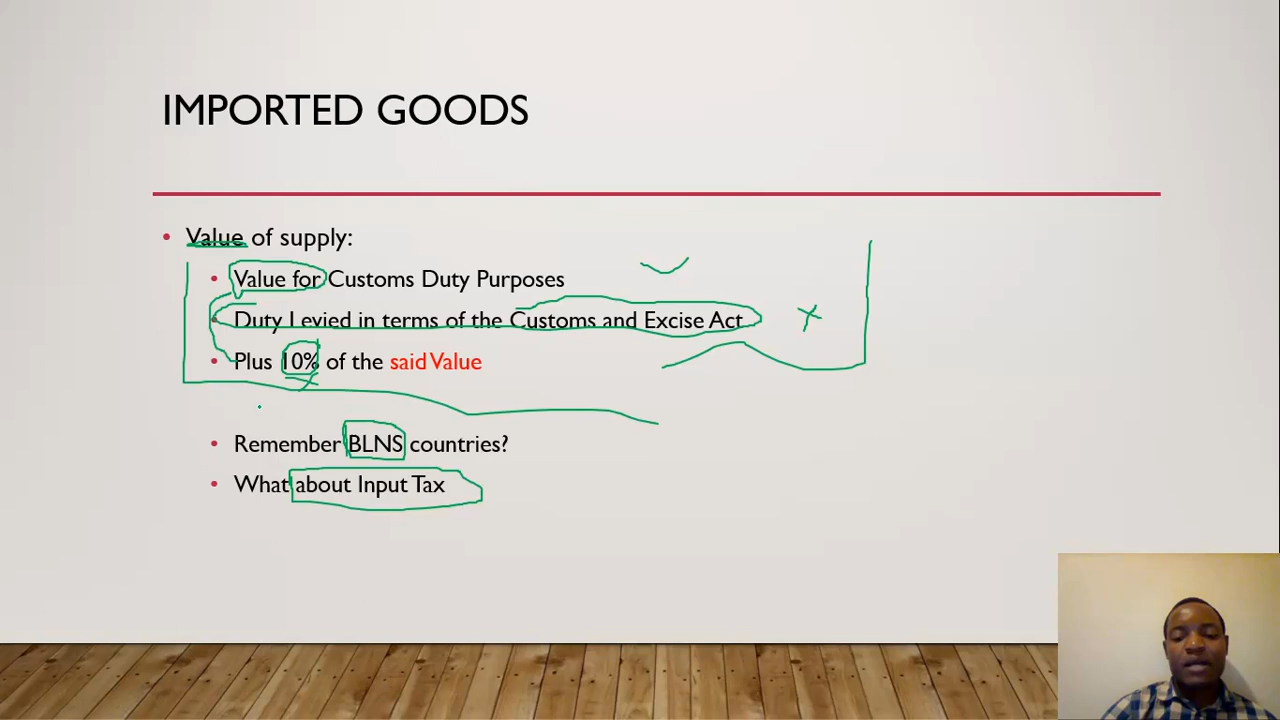 IMPORTED GOODS
• Value of supply:
• Value for Customs Duty Purposes
• Duty Levied in terms of the Customs and Excise Act
• Plus 10% of the said Value
• Remember BLNS countries?
• What about Input Tax